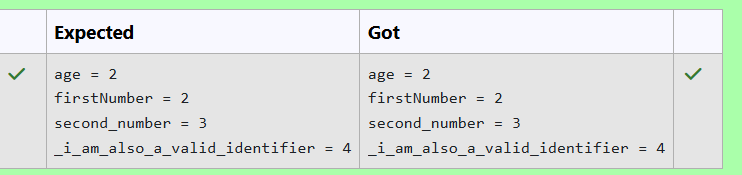 Expected Got
age = 2 age = 2
firstNumber = 2 firstNumber = 2
second_number = 3 second_number = 3
_i_am_also_a_valid_identifier = 4 _i_am_also_a_valid_identifier = 4